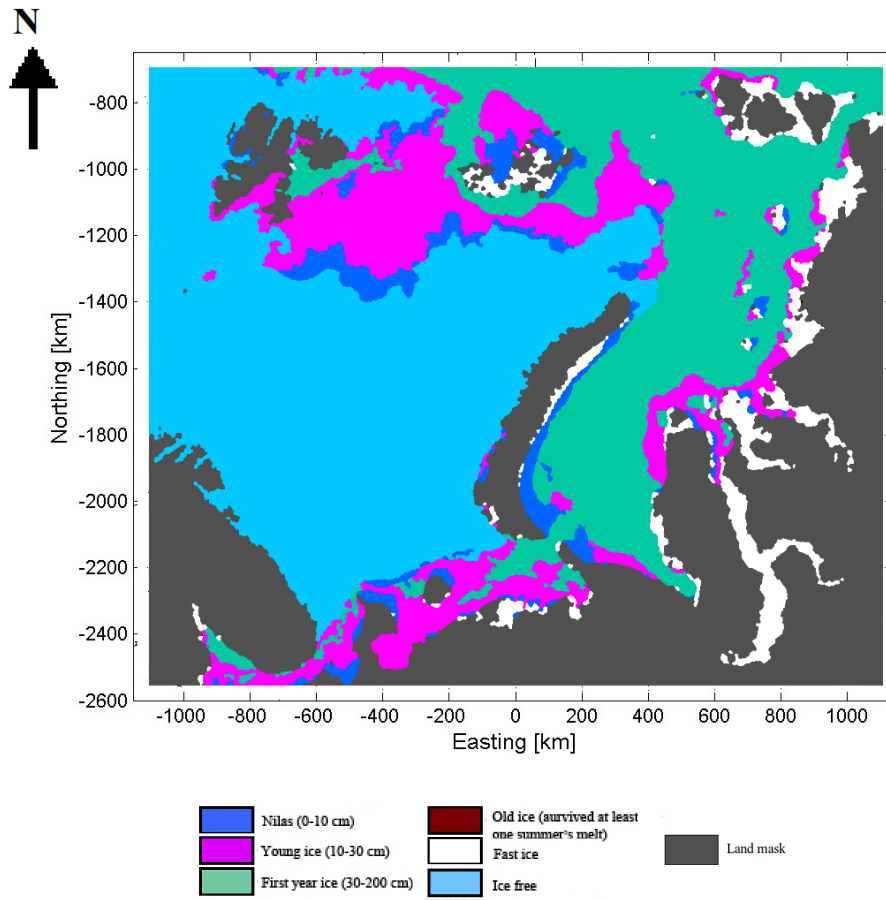 N
-800
-1000
-1200
-1400
-1600
-1800
-2000
-2200
-2400
-2600
Northing [km]
-1000 -800 -600 -400 -200 0 200 400 600 800 1000
Easting [km]
Nilas (0-10 cm)
Young ice (10-30 cm)
First year ice (30-200 cm)
Old ice (aurvived at least
one summer's melt)
Fast ice
Ice free
Land mask